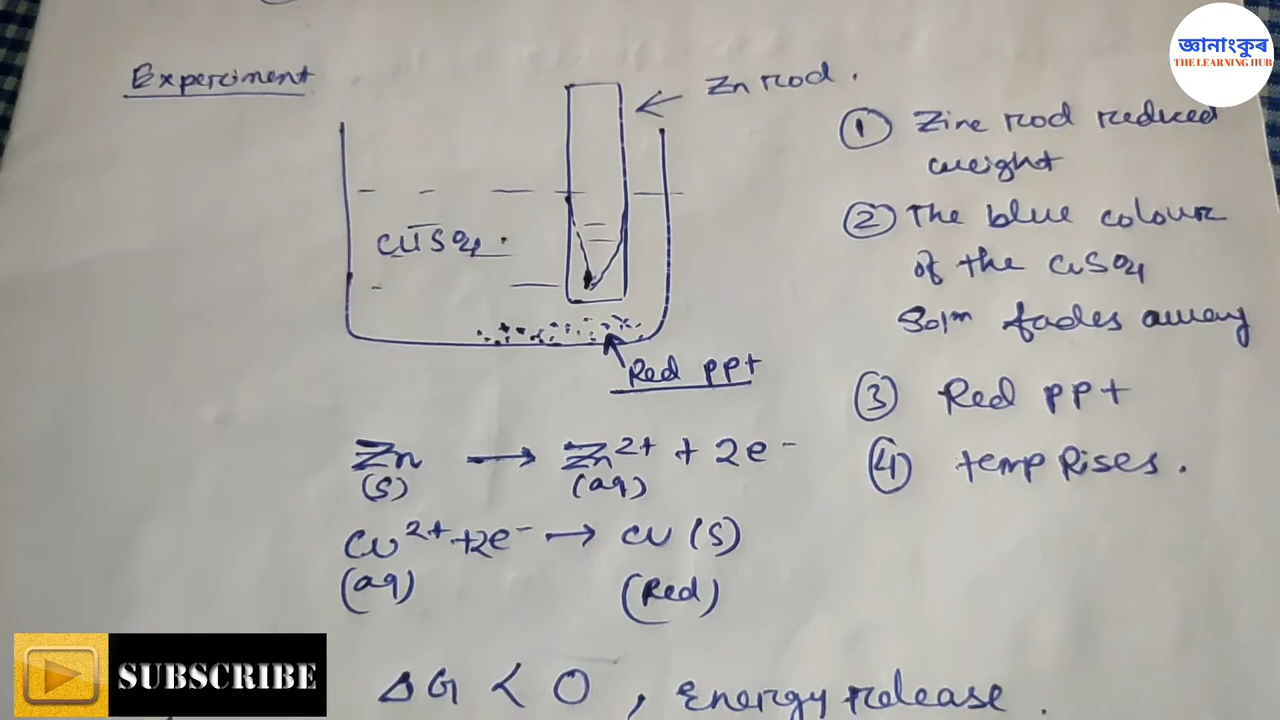 জ্ঞানাংকুৰ
THE LEARNING HUB
Experiment
Zn rod.
CuSO4.
Red ppt
① Zinc rod reduced
weight
② The blue colour
of the CuSO4
Solⁿ fades away
③ Red ppt
④ temp Rises.
Zn → Zn²⁺ + 2e⁻
(s) (aq)
Cu²⁺ + 2e⁻ → Cu (s)
(aq) (Red)
ΔG < 0, Energy release.
SUBSCRIBE